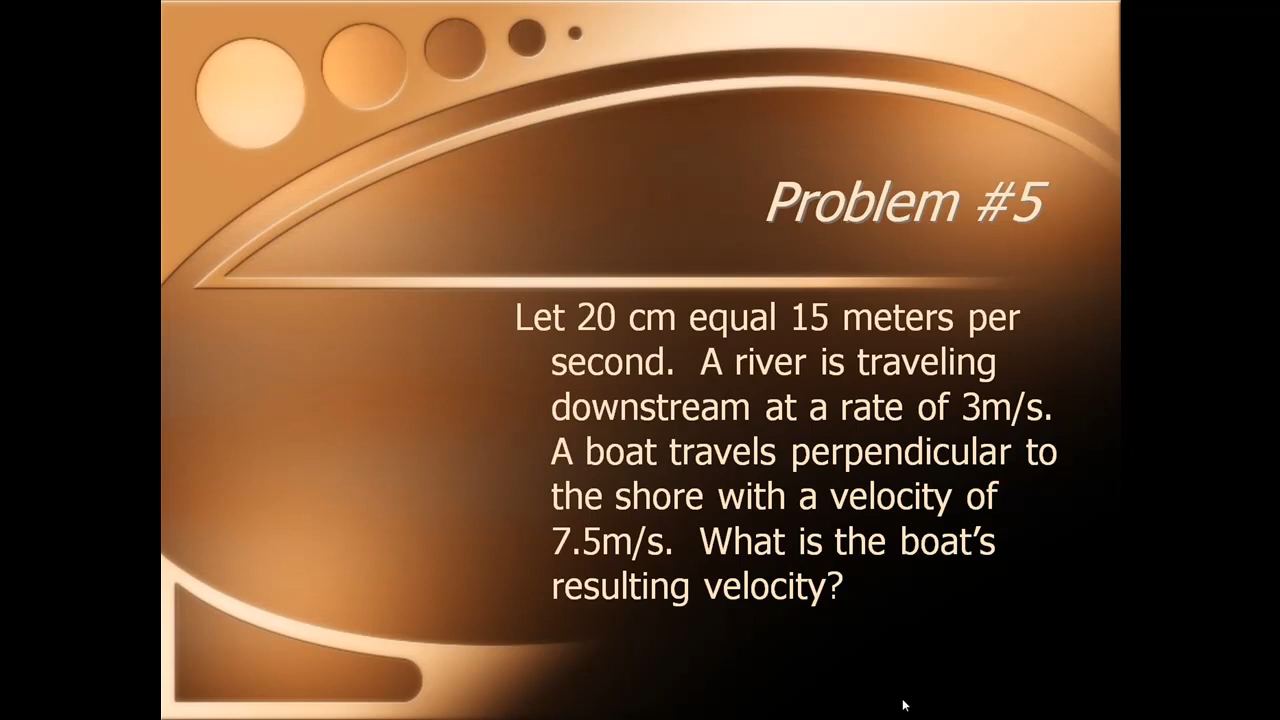 Problem #5
Let 20 cm equal 15 meters per
second.  A river is traveling
downstream at a rate of 3m/s.
A boat travels perpendicular to
the shore with a velocity of
7.5m/s.  What is the boat’s
resulting velocity?